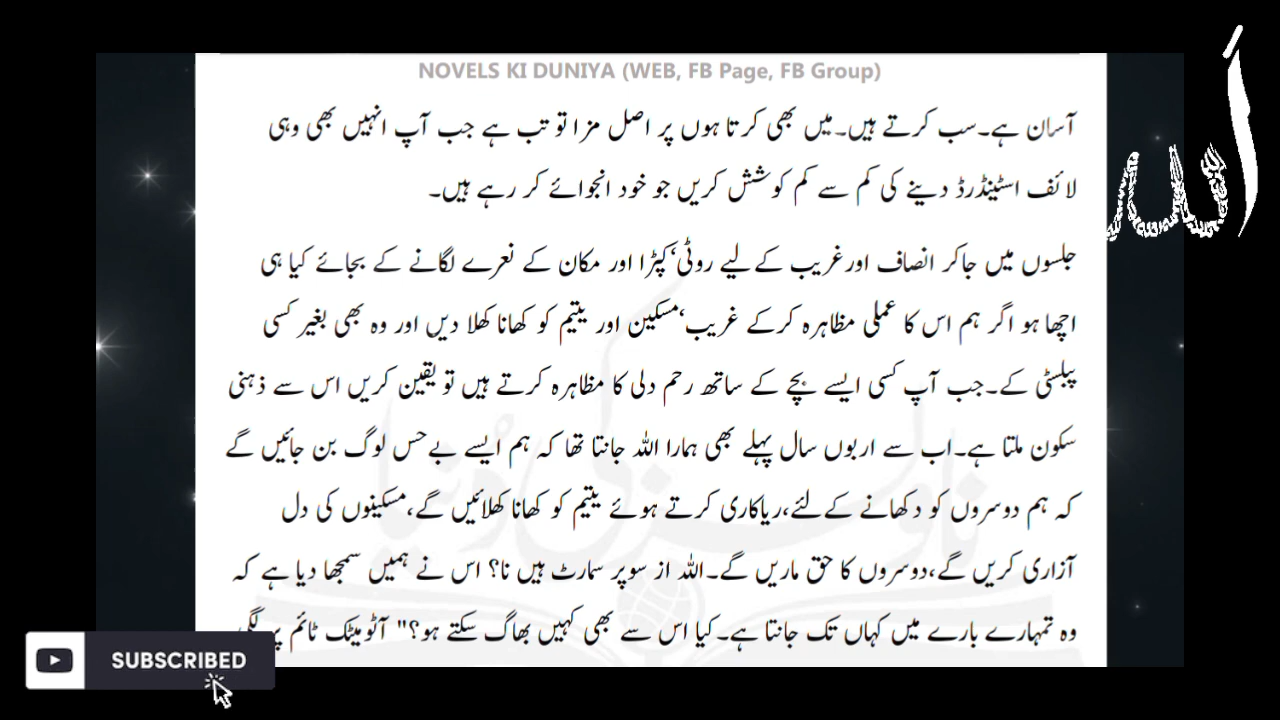 NOVELS KI DUNIYA (WEB, FB Page, FB Group)
آسان ہے۔سب کرتے ہیں۔میں بھی کرتا ہوں پر اصل مزا تو تب ہے جب آپ انہیں بھی وہی
لائف اسٹینڈرڈ دینے کی کم سے کم کوشش کریں جو خود انجوائے کر رہے ہیں۔
جلسوں میں جاکر انصاف اورغریب کے لیے روٹی‘کپڑا اور مکان کے نعرے لگانے کے بجائے کیا ہی
اچھا ہو اگر ہم اس کا عملی مظاہرہ کرکے غریب‘مسکین اور یتیم کو کھانا کھلا دیں اور وہ بھی بغیر کسی
پبلسٹی کے۔جب آپ کسی ایسے بچے کے ساتھ رحم دلی کا مظاہرہ کرتے ہیں تو یقین کریں اس سے ذہنی
سکون ملتا ہے۔اب سے اربوں سال پہلے بھی ہمارا اللہ جانتا تھا کہ ہم ایسے بےحس لوگ بن جائیں گے
کہ ہم دوسروں کو دکھانے کے لئے،ریاکاری کرتے ہوئے یتیم کو کھانا کھلائیں گے،مسکینوں کی دل
آزاری کریں گے،دوسروں کا حق ماریں گے۔اللہ از سوپر سمارٹ ہیں نا؟ اس نے ہمیں سمجھا دیا ہے کہ
وہ تمہارے بارے میں کہاں تک جانتا ہے۔کیا اس سے بھی کہیں بھاگ سکتے ہو؟" آٹومیٹک ٹائم پر
ناولز کی دنیا
اللہ
SUBSCRIBED